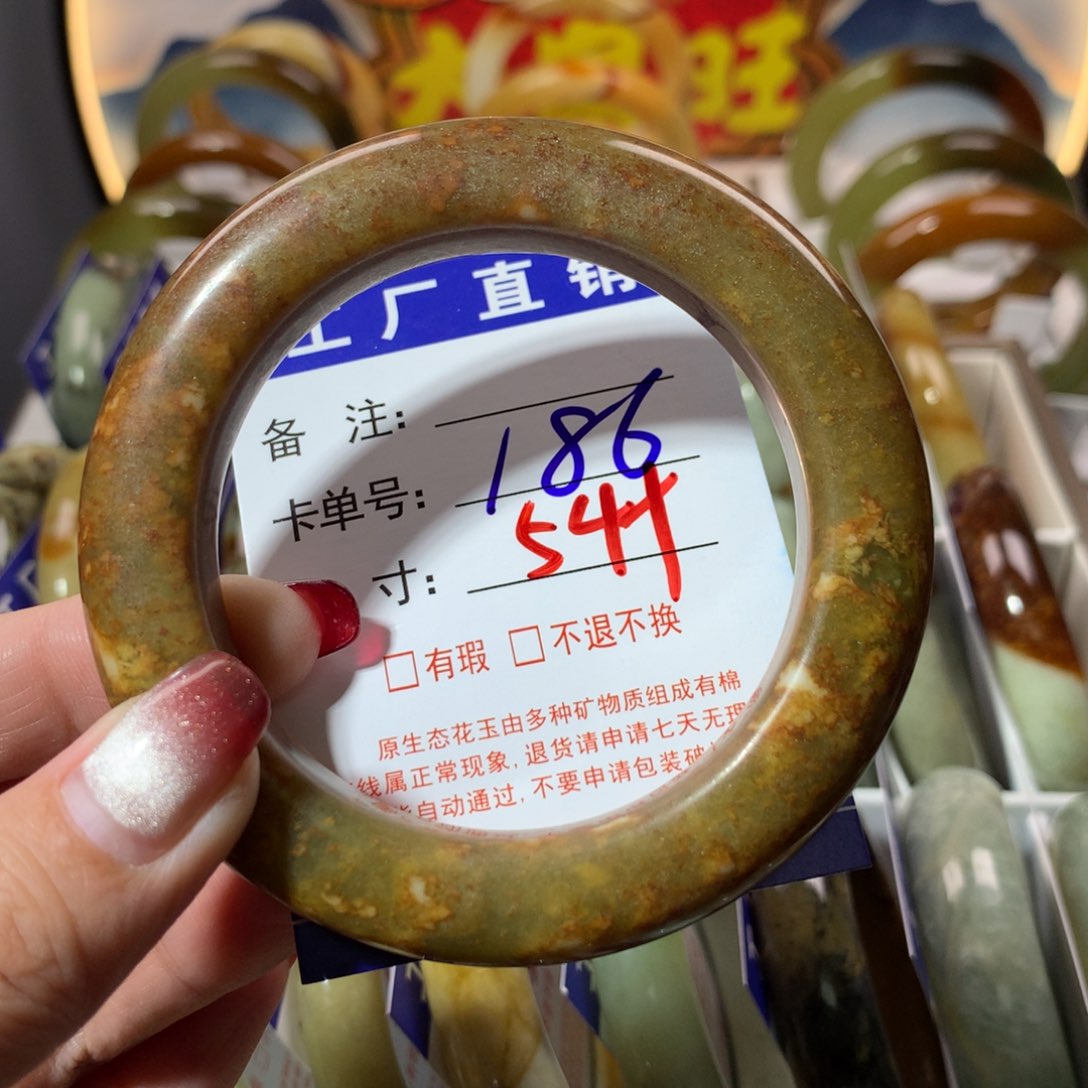 旺
工厂直销
备 注:
卡单号: 186
寸: 541
□有瑕 □不退不换
原生态花玉由多种矿物质组成有棉
线属正常现象, 退货请申请七天无理
自动通过, 不要申请包装破